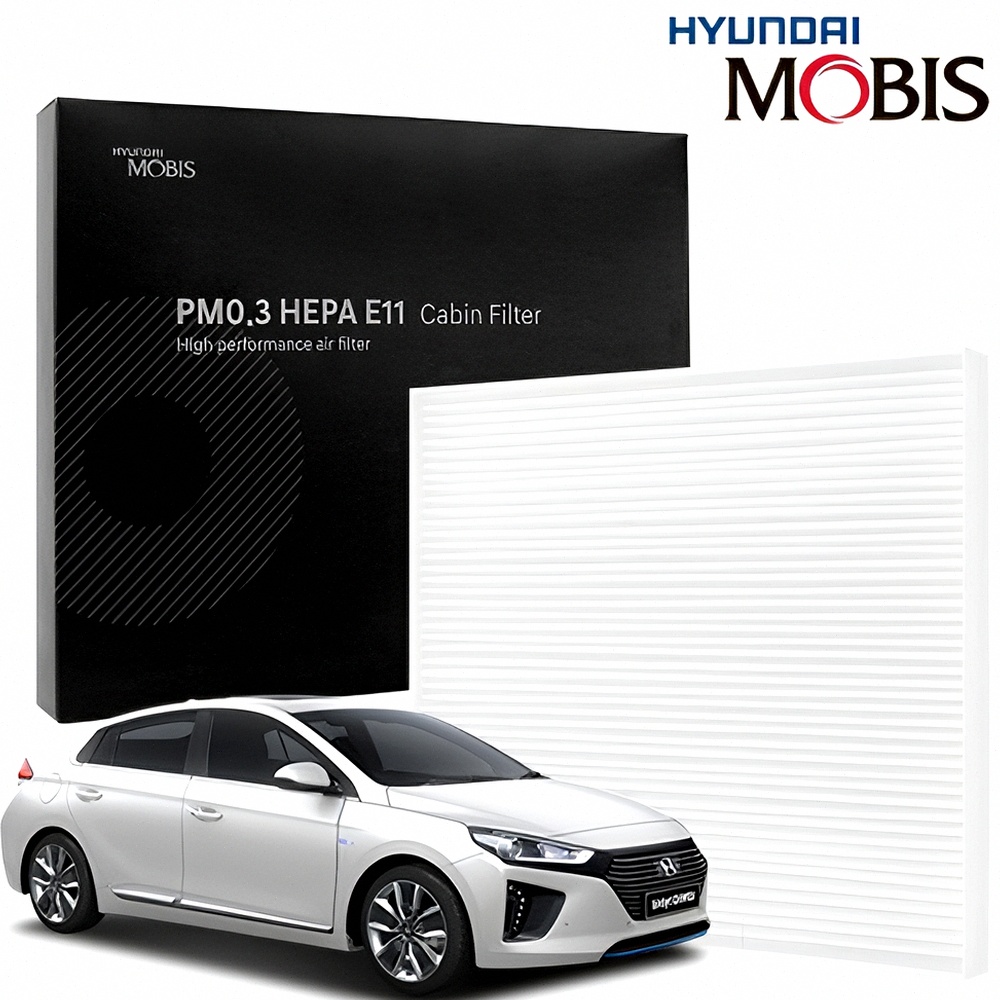 HYUNDAI
MOBIS
HYUNDAI
MOBIS
PM0.3 HEPA E11 Cabin Filter
High performance air filter